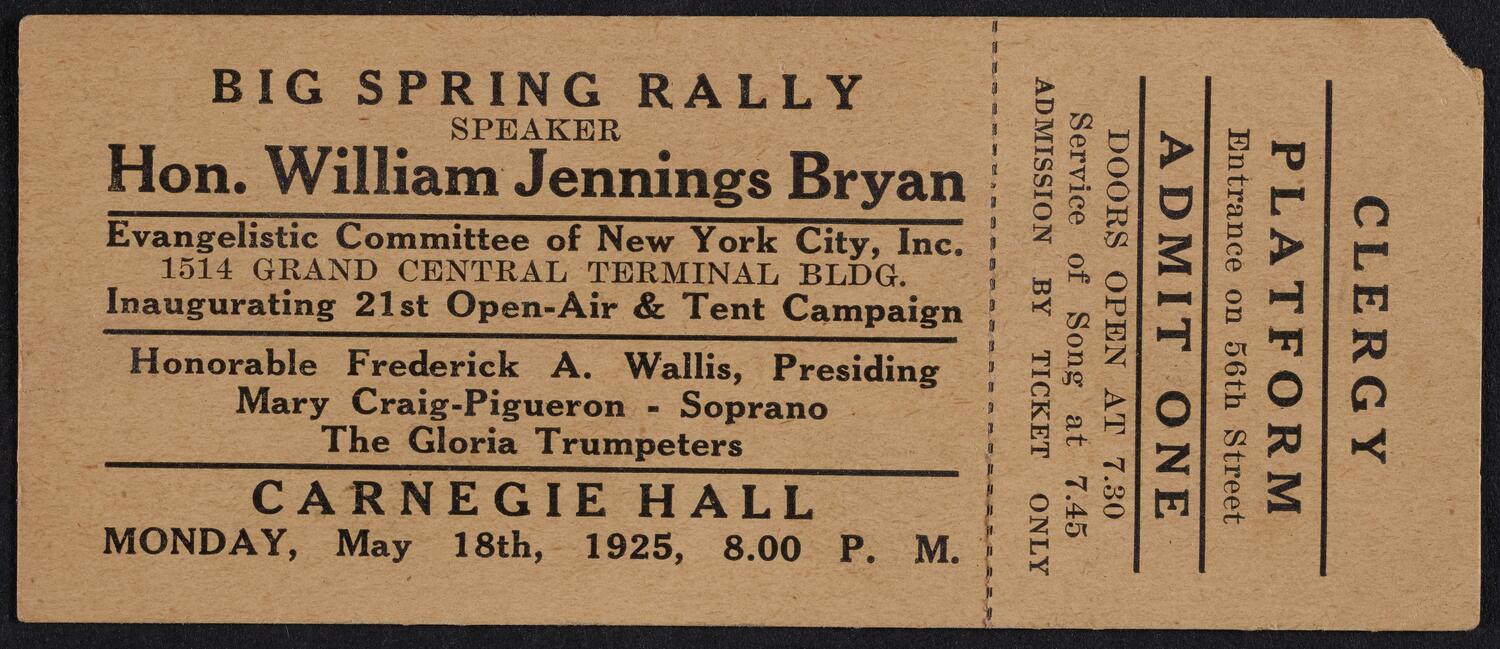 BIG SPRING RALLY
SPEAKER
Hon. William Jennings Bryan
Evangelistic Committee of New York City, Inc.
1514 GRAND CENTRAL TERMINAL BLDG.
Inaugurating 21st Open-Air & Tent Campaign
Honorable Frederick A. Wallis, Presiding
Mary Craig-Pigueron - Soprano
The Gloria Trumpeters
CARNEGIE HALL
MONDAY, May 18th, 1925, 8.00 P. M.
CLERGY
PLATFORM
Entrance on 56th Street
ADMIT ONE
DOORS OPEN AT 7.30
Service of Song at 7.45
ADMISSION BY TICKET ONLY